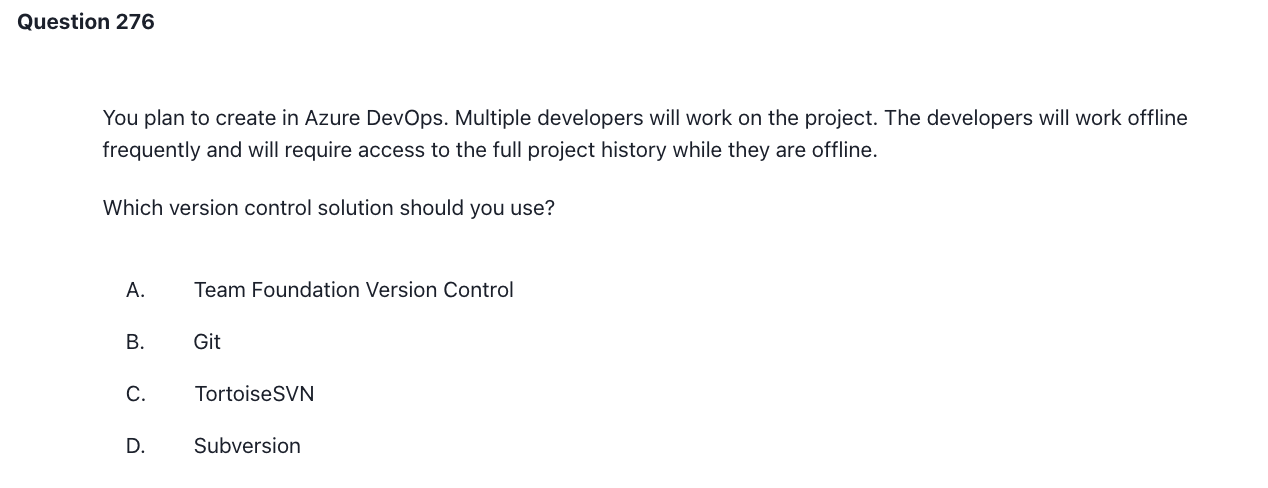 Question 276
You plan to create in Azure DevOps. Multiple developers will work on the project. The developers will work offline
frequently and will require access to the full project history while they are offline.
Which version control solution should you use?
A. Team Foundation Version Control
B. Git
C. TortoiseSVN
D. Subversion